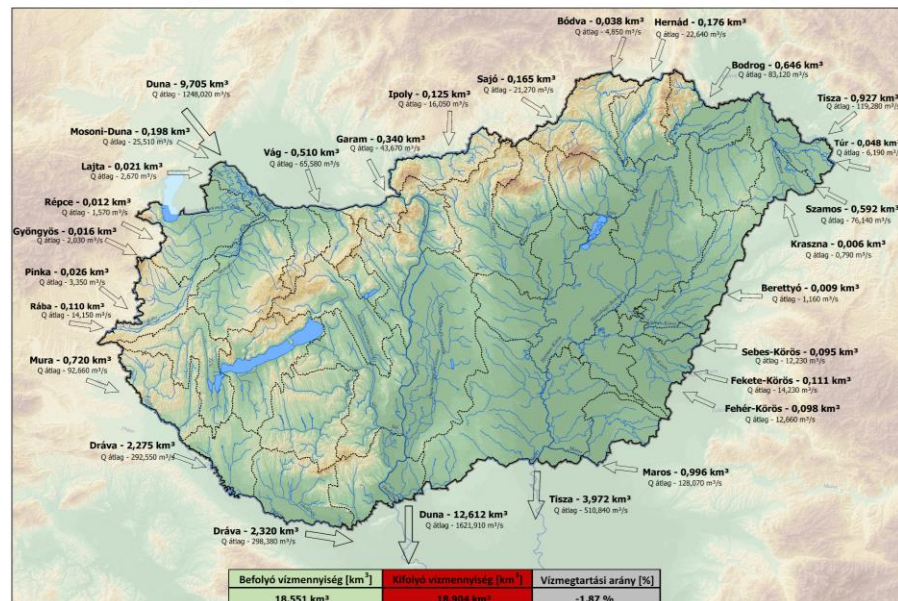 Bódva - 0,038 km³
Q átlag - 4,850 m³/s
Hernád - 0,176 km³
Q átlag - 22,640 m³/s
Sajó - 0,165 km³
Q átlag - 21,270 m³/s
Bodrog - 0,646 km³
Q átlag - 83,120 m³/s
Duna - 9,705 km³
Q átlag - 1248,020 m³/s
Ipoly - 0,125 km³
Q átlag - 16,050 m³/s
Tisza - 0,927 km³
Q átlag - 119,280 m³/s
Mosoni-Duna - 0,198 km³
Q átlag - 25,510 m³/s
Garam - 0,340 km³
Q átlag - 43,670 m³/s
Túr - 0,048 km³
Q átlag - 6,190 m³/s
Vág - 0,510 km³
Q átlag - 65,580 m³/s
Lajta - 0,021 km³
Q átlag - 2,670 m³/s
Répce - 0,012 km³
Q átlag - 1,570 m³/s
Szamos - 0,592 km³
Q átlag - 76,140 m³/s
Gyöngyös - 0,016 km³
Q átlag - 2,030 m³/s
Kraszna - 0,006 km³
Q átlag - 0,790 m³/s
Pinka - 0,026 km³
Q átlag - 3,350 m³/s
Berettyó - 0,009 km³
Q átlag - 1,160 m³/s
Rába - 0,110 km³
Q átlag - 14,150 m³/s
Sebes-Körös - 0,095 km³
Q átlag - 12,230 m³/s
Mura - 0,720 km³
Q átlag - 92,660 m³/s
Fekete-Körös - 0,111 km³
Q átlag - 14,230 m³/s
Fehér-Körös - 0,098 km³
Q átlag - 12,660 m³/s
Dráva - 2,275 km³
Q átlag - 292,550 m³/s
Maros - 0,996 km³
Q átlag - 128,070 m³/s
Tisza - 3,972 km³
Q átlag - 510,840 m³/s
Duna - 12,612 km³
Q átlag - 1621,910 m³/s
Dráva - 2,320 km³
Q átlag - 298,380 m³/s
Befolyó vízmennyiség [km³] Kifolyó vízmennyiség [km³] Vízmegtartási arány [%]
18,551 km³ 18,904 km³ -1,87 %